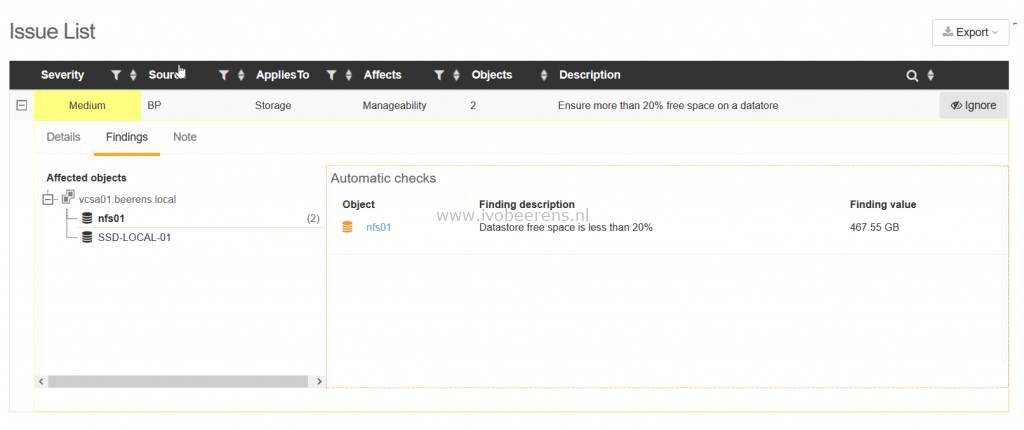 Issue List
Export
Severity Source AppliesTo Affects Objects Description
Medium BP Storage Manageability 2 Ensure more than 20% free space on a datatore Ignore
Details Findings Note
Affected objects
vcsa01.beerens.local
nfs01 (2)
SSD-LOCAL-01
Automatic checks
Object Finding description Finding value
www.ivobeerens.nl
nfs01 Datastore free space is less than 20% 467.55 GB